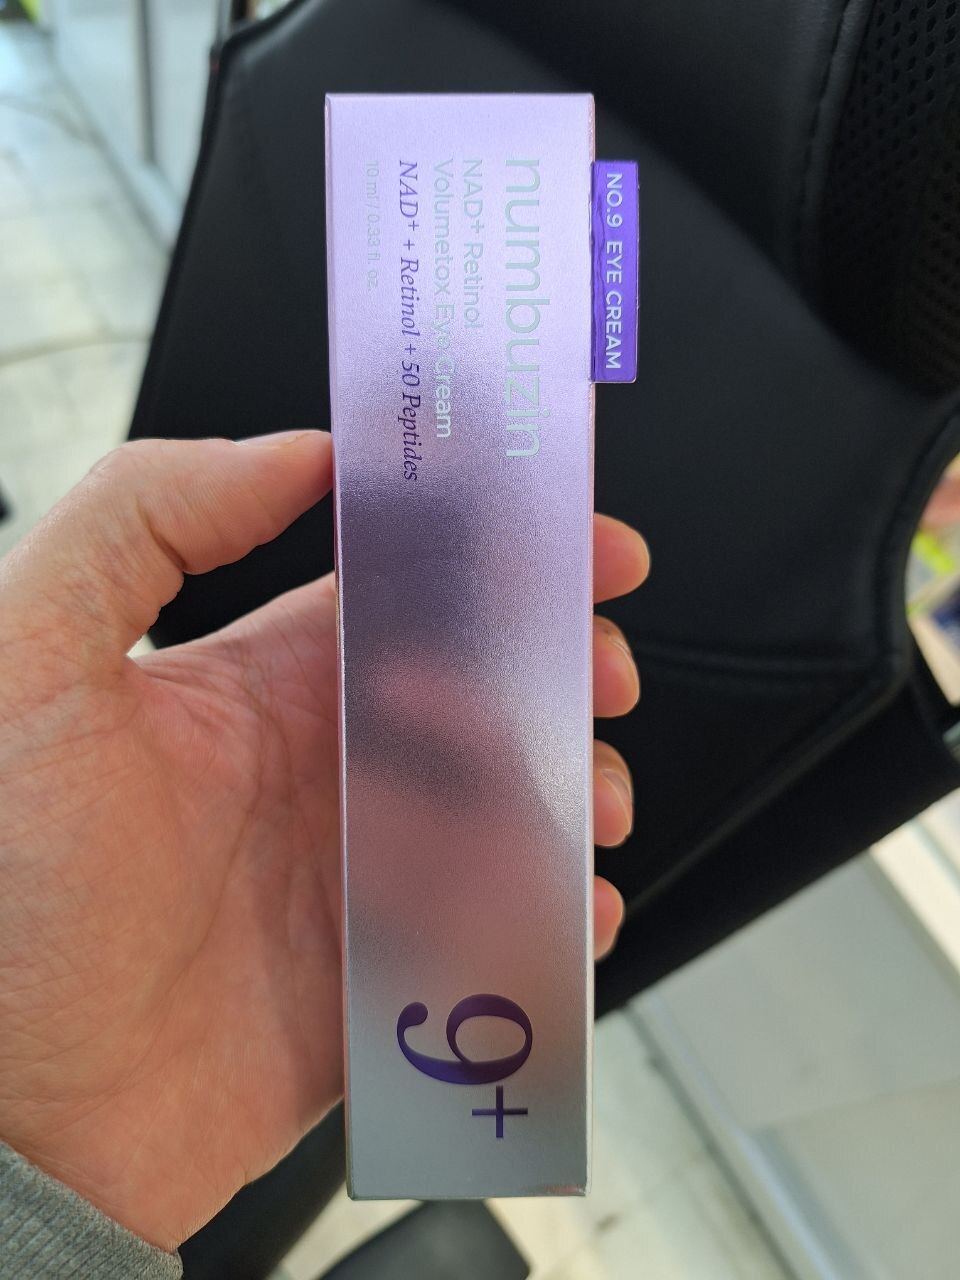 numbuzin
NAD+ Retinol
Volumetox Eye Cream
NAD+ + Retinol + 50 Peptides
10 ml / 0.33 fl. oz.
9+
NO.9 EYE CREAM